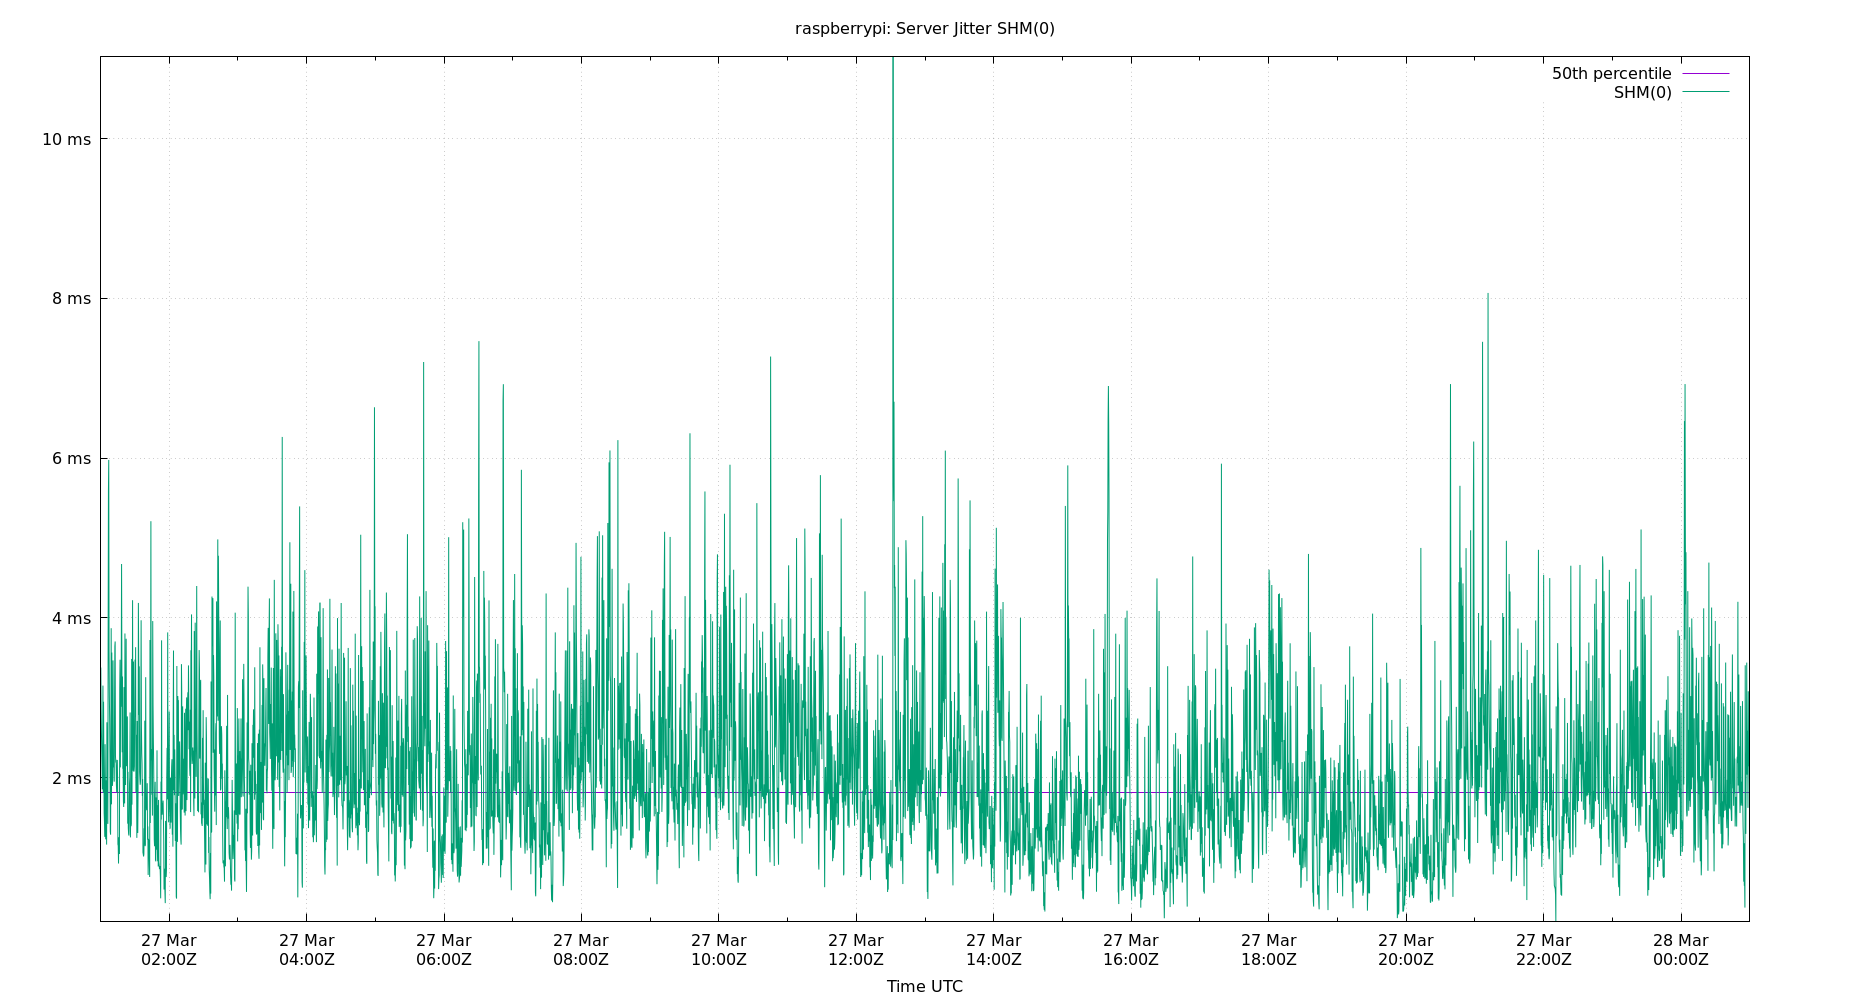 raspberrypi: Server Jitter SHM(0)
50th percentile
SHM(0)
10 ms
8 ms
6 ms
4 ms
2 ms
27 Mar 27 Mar 27 Mar 27 Mar 27 Mar 27 Mar 27 Mar 27 Mar 27 Mar 27 Mar 27 Mar 28 Mar
02:00Z 04:00Z 06:00Z 08:00Z 10:00Z 12:00Z 14:00Z 16:00Z 18:00Z 20:00Z 22:00Z 00:00Z
Time UTC